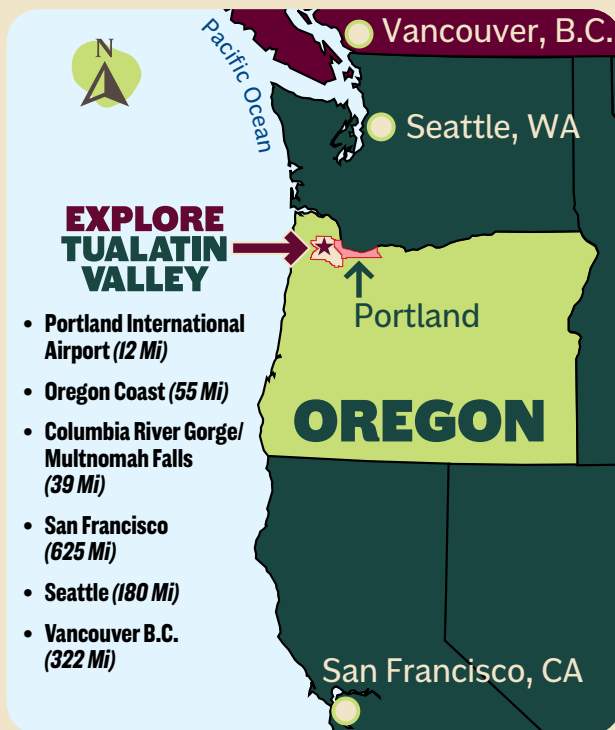 N
Pacific Ocean
Vancouver, B.C.
Seattle, WA
EXPLORE
TUALATIN
VALLEY
Portland
OREGON
• Portland International
Airport (12 Mi)
• Oregon Coast (55 Mi)
• Columbia River Gorge/
Multnomah Falls
(39 Mi)
• San Francisco
(625 Mi)
• Seattle (180 Mi)
• Vancouver B.C.
(322 Mi)
San Francisco, CA